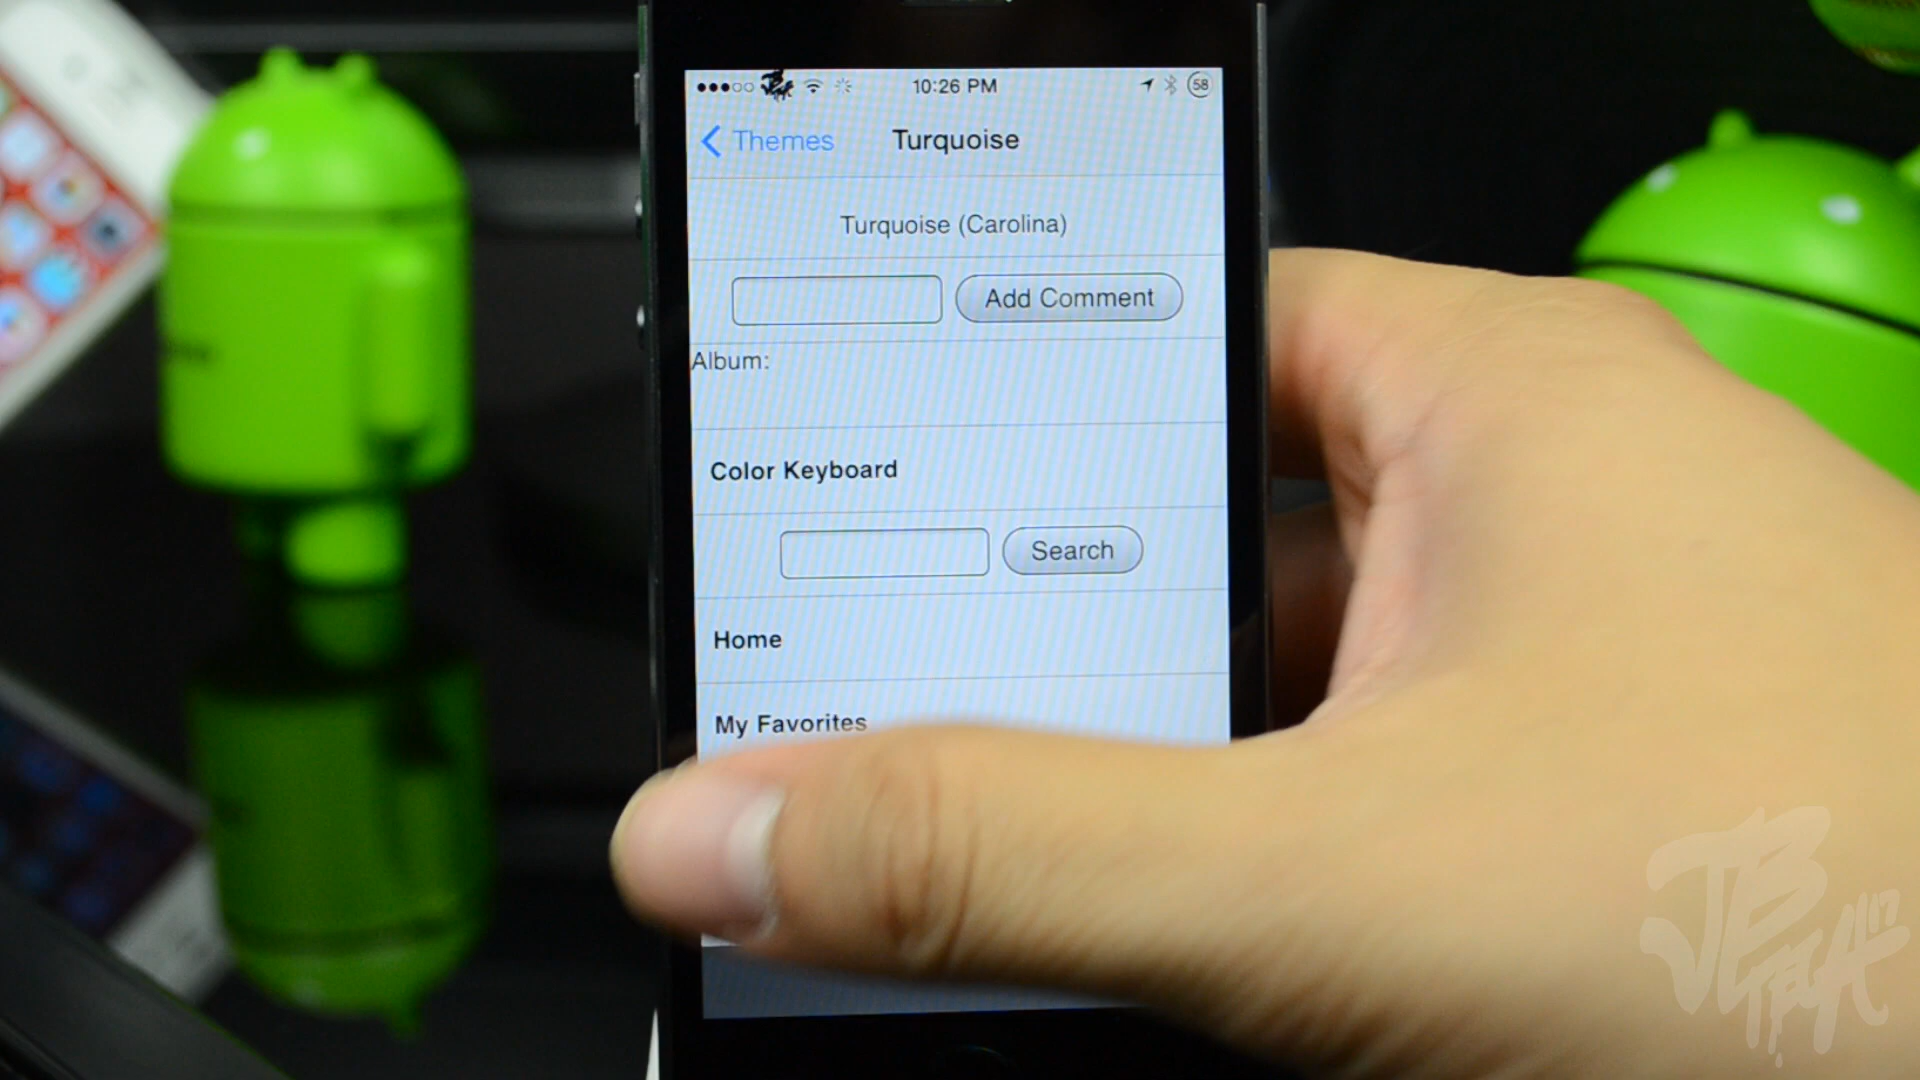 10:26 PM
58
Themes
Turquoise
Turquoise (Carolina)
Add Comment
Album:
Color Keyboard
Search
Home
My Favorites